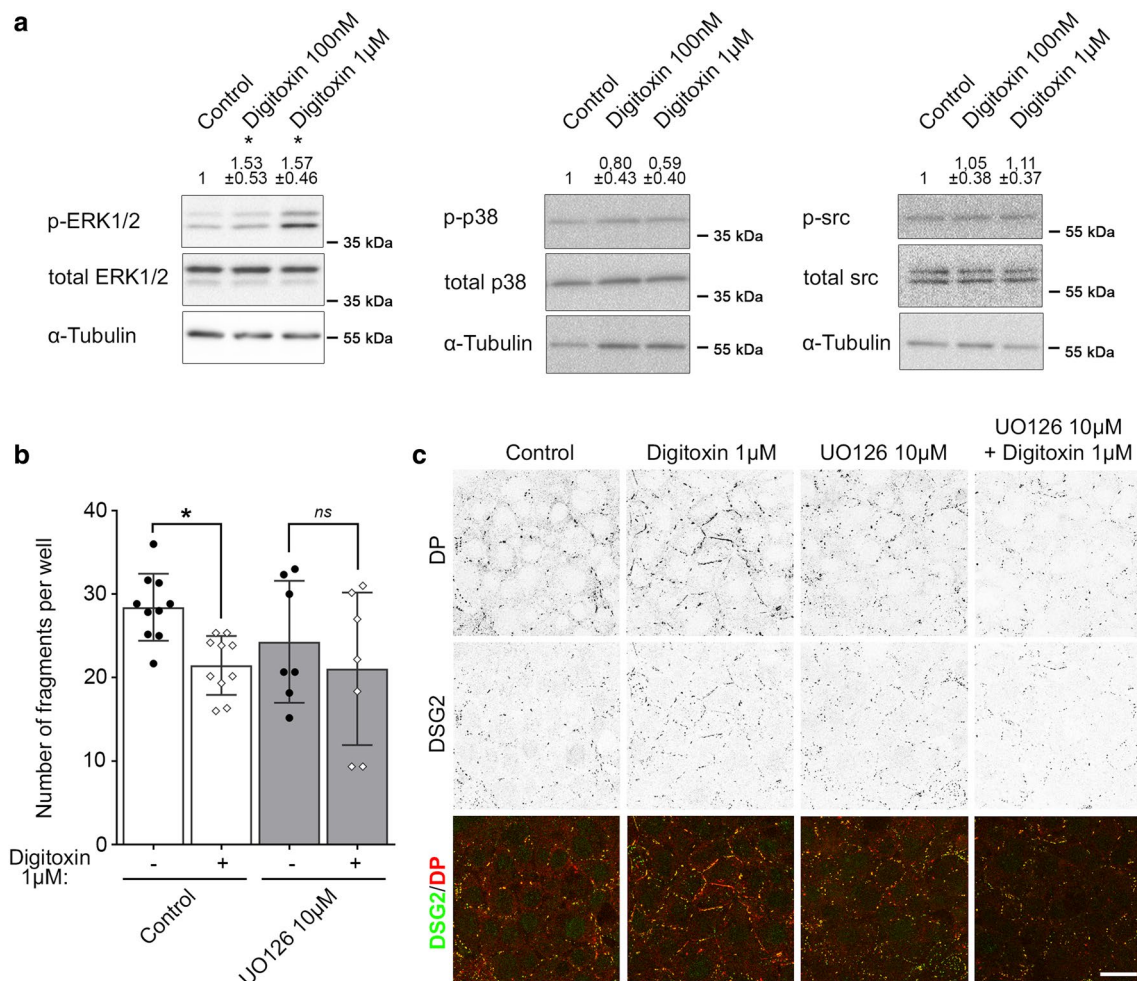 a
Control
Digitoxin 100nM
Digitoxin 1µM
* *
1 1.53 ±0.53 1.57 ±0.46
p-ERK1/2
35 kDa
total ERK1/2
35 kDa
α-Tubulin
55 kDa
Control
Digitoxin 100nM
Digitoxin 1µM
1 0,80 ±0.43 0,59 ±0.40
p-p38
35 kDa
total p38
35 kDa
α-Tubulin
55 kDa
Control
Digitoxin 100nM
Digitoxin 1µM
1 1,05 ±0.38 1,11 ±0.37
p-src
55 kDa
total src
55 kDa
α-Tubulin
55 kDa
b
Number of fragments per well
40
30
20
10
0
* ns
Digitoxin 1µM: - + - +
Control
UO126 10µM
c
Control
Digitoxin 1µM
UO126 10µM
UO126 10µM
+ Digitoxin 1µM
DP
DSG2
DSG2/DP